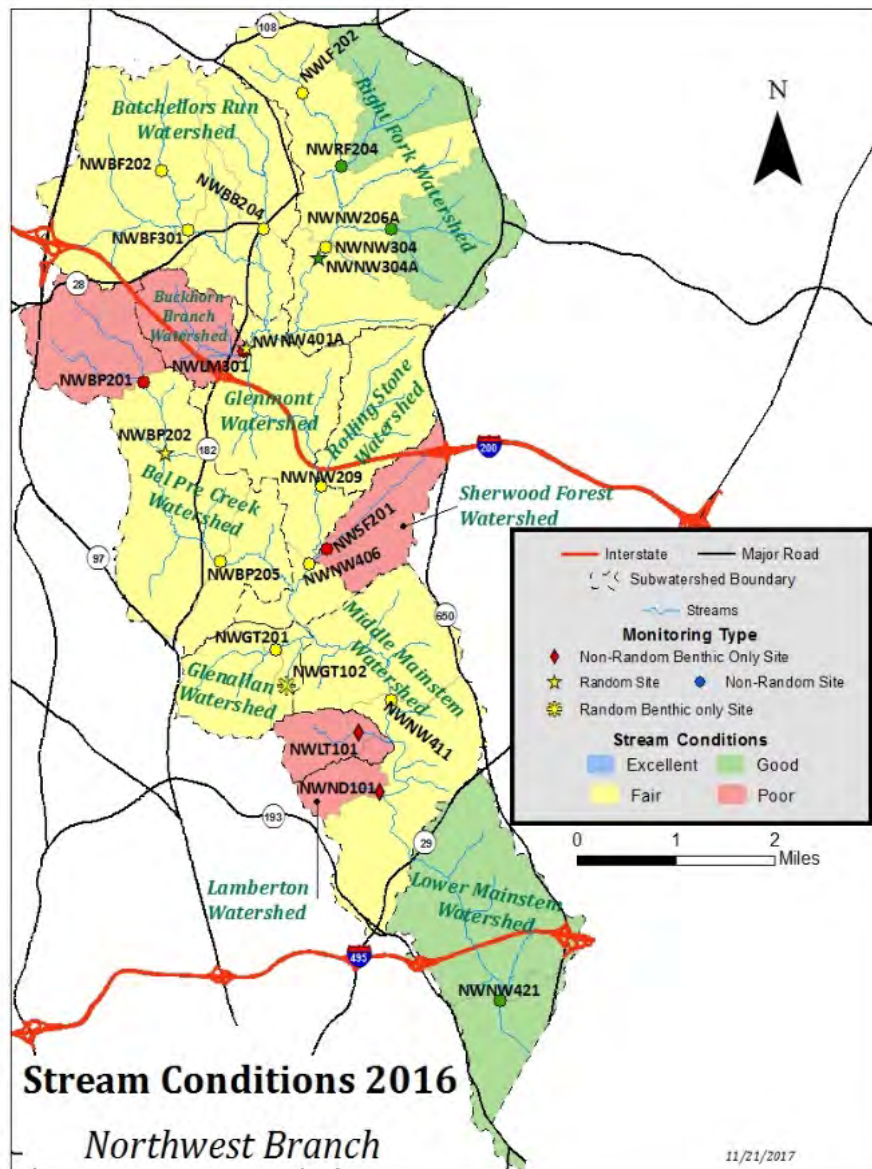 108
NWLF202
Batchellors Run
Watershed
Right Fork Watershed
N
NWBF202
NWRF204
NWBB204
NWNW206A
NWBF301
NWNW304
NWNW304A
28
Buckhorn
Branch
Watershed
NWNW401A
NWLM301
NWBP201
Glenmont
Watershed
Rolling Stone
Watershed
NWBP202
182
200
NWNW209
Bel Pre Creek
Watershed
Sherwood Forest
Watershed
NWSF201
97
NWBP205
NWNW406
650
Interstate
Major Road
Subwatershed Boundary
Streams
Monitoring Type
Non-Random Benthic Only Site
Random Site
Non-Random Site
Random Benthic only Site
Stream Conditions
Excellent
Good
Fair
Poor
NWGT201
Middle Mainstem
Watershed
NWGT102
Glenallan
Watershed
NWNW411
NWLT101
NWND101
193
29
0 1 2
Miles
Lamberton
Watershed
Lower Mainstem
Watershed
495
NWNW421
Stream Conditions 2016
Northwest Branch
11/21/2017